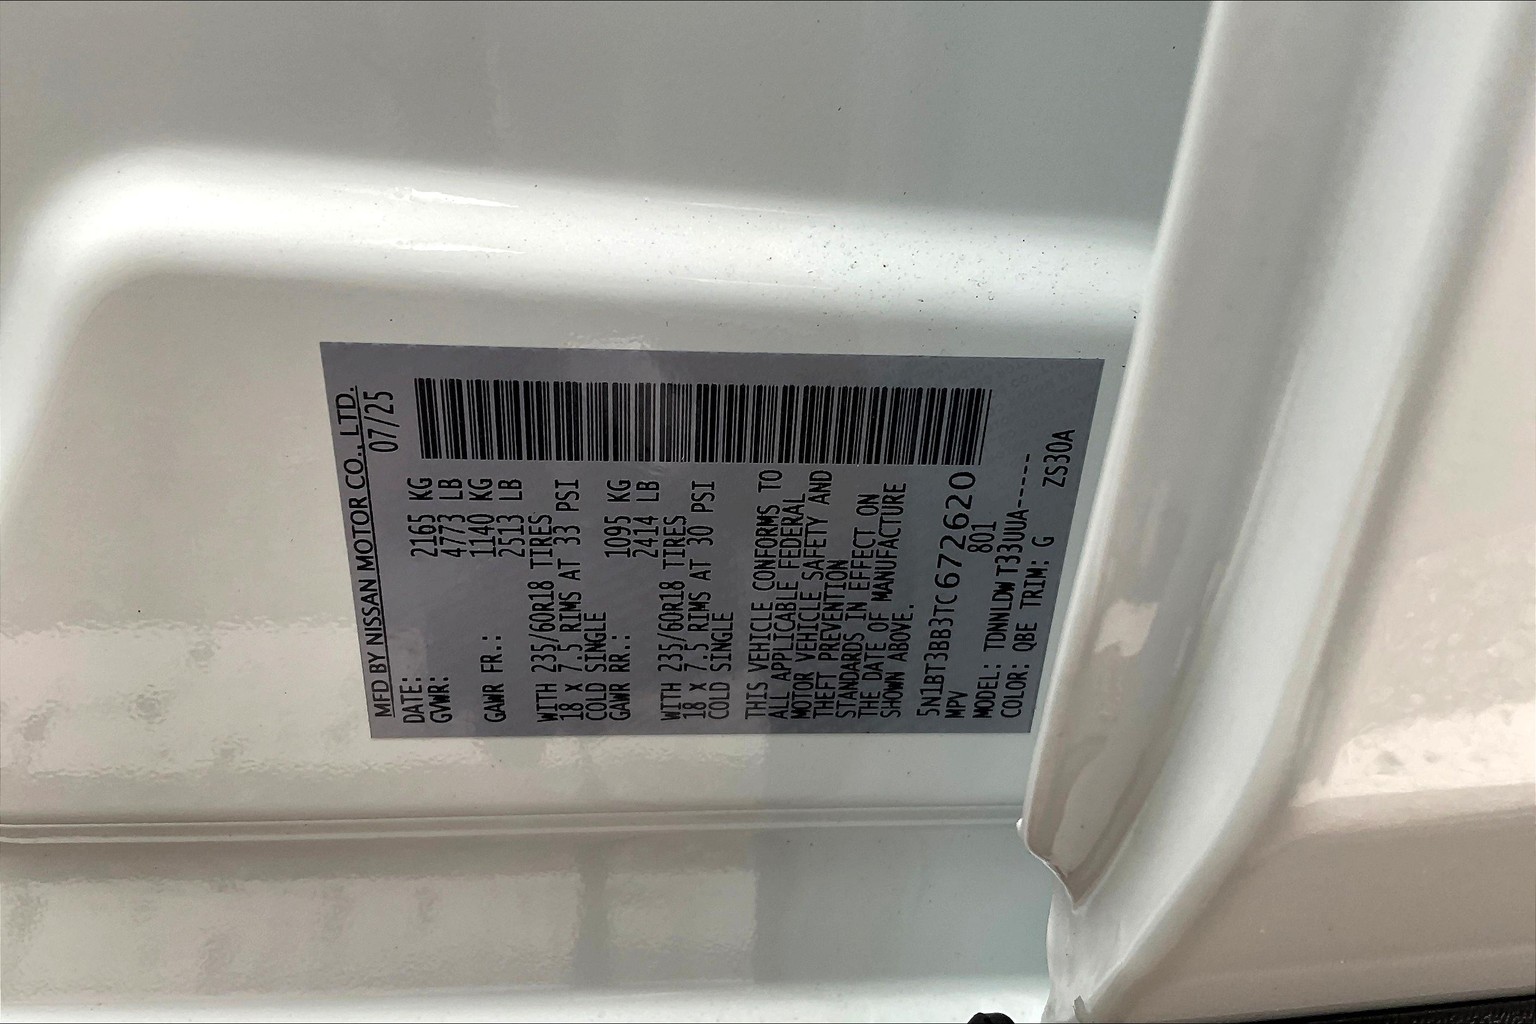 MFD BY NISSAN MOTOR CO., LTD.
DATE: 07/25
GVWR: 2165 KG
4773 LB
GAWR FR.: 1140 KG
2513 LB
WITH 235/60R18 TIRES
18 X 7.5 RIMS AT 33 PSI
COLD SINGLE
GAWR RR.: 1095 KG
2414 LB
WITH 235/60R18 TIRES
18 X 7.5 RIMS AT 30 PSI
COLD SINGLE
THIS VEHICLE CONFORMS TO
ALL APPLICABLE FEDERAL
MOTOR VEHICLE SAFETY AND
THEFT PREVENTION
STANDARDS IN EFFECT ON
THE DATE OF MANUFACTURE
SHOWN ABOVE.
5N1BT3BB3TC672620
MPV 801
MODEL: TDNNLDW T33UUA-----
COLOR: QBE TRIM: G ZS30A